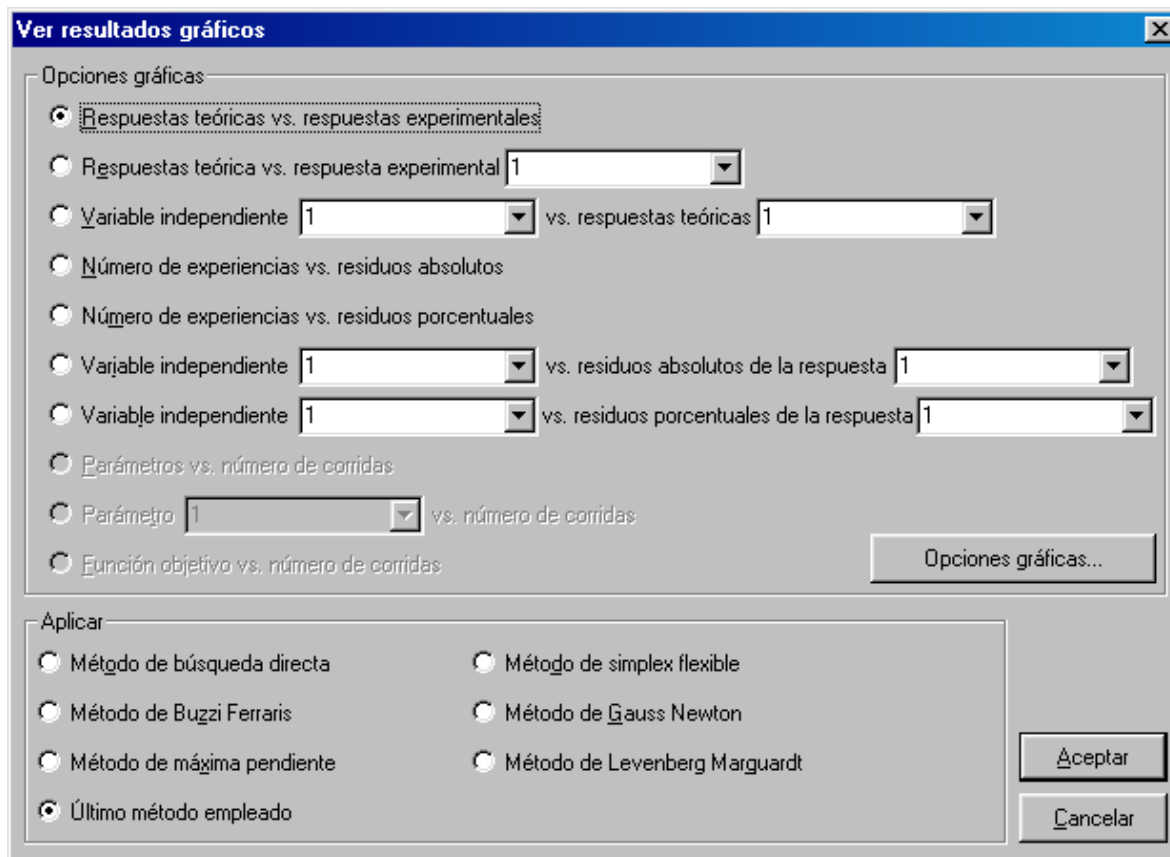 Ver resultados gráficos
Opciones gráficas
Respuestas teóricas vs. respuestas experimentales
Respuestas teórica vs. respuesta experimental 1
Variable independiente 1 vs. respuestas teóricas 1
Número de experiencias vs. residuos absolutos
Número de experiencias vs. residuos porcentuales
Variable independiente 1 vs. residuos absolutos de la respuesta 1
Variable independiente 1 vs. residuos porcentuales de la respuesta 1
Parámetros vs. número de corridas
Parámetro 1 vs. número de corridas
Función objetivo vs. número de corridas
Opciones gráficas...
Aplicar
Método de búsqueda directa
Método de simplex flexible
Método de Buzzi Ferraris
Método de Gauss Newton
Método de máxima pendiente
Método de Levenberg Marguardt
Último método empleado
Aceptar
Cancelar